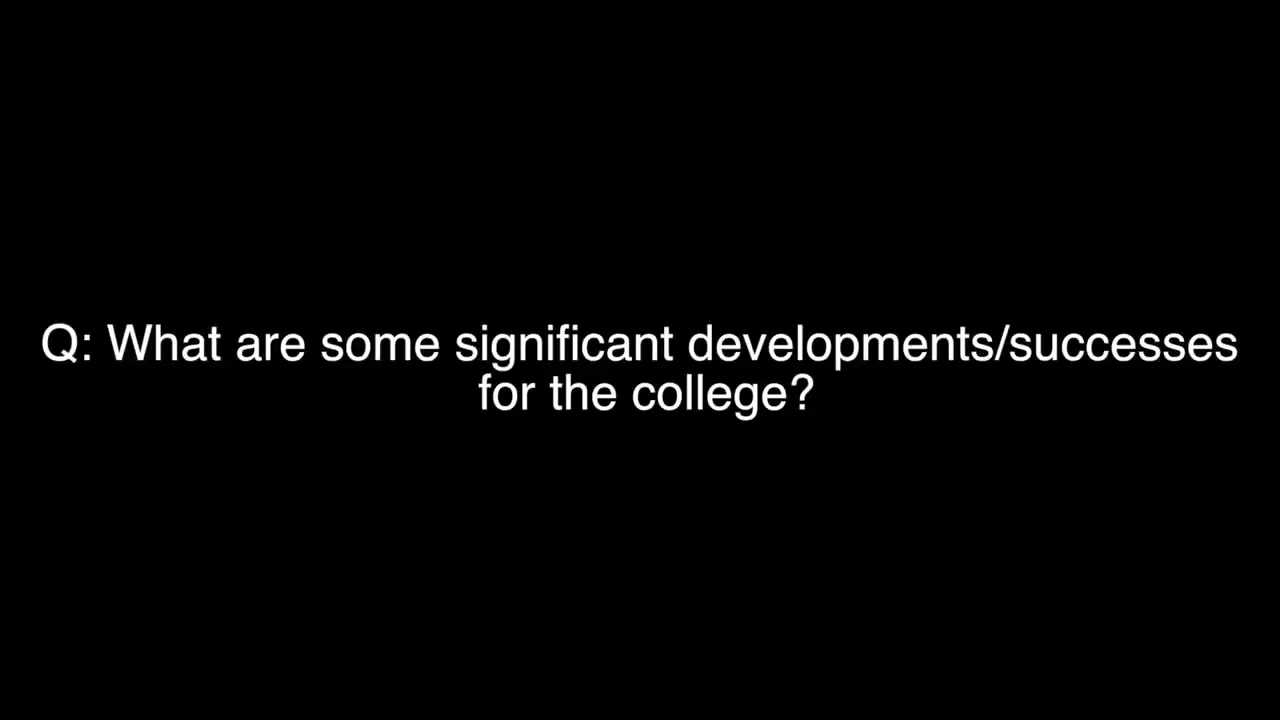 Q: What are some significant developments/successes
for the college?